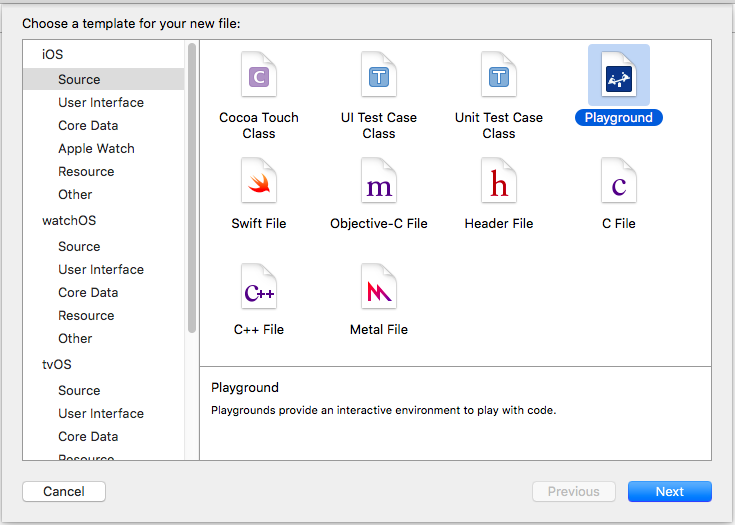 Choose a template for your new file:
iOS
Source
User Interface
Core Data
Apple Watch
Resource
Other
watchOS
Source
User Interface
Core Data
Resource
Other
tvOS
Source
User Interface
Core Data
Resource
C
Cocoa Touch
Class
T
UI Test Case
Class
T
Unit Test Case
Class
Playground
Swift File
m
Objective-C File
h
Header File
c
C File
C++
C++ File
Metal File
Playground
Playgrounds provide an interactive environment to play with code.
Cancel
Previous
Next